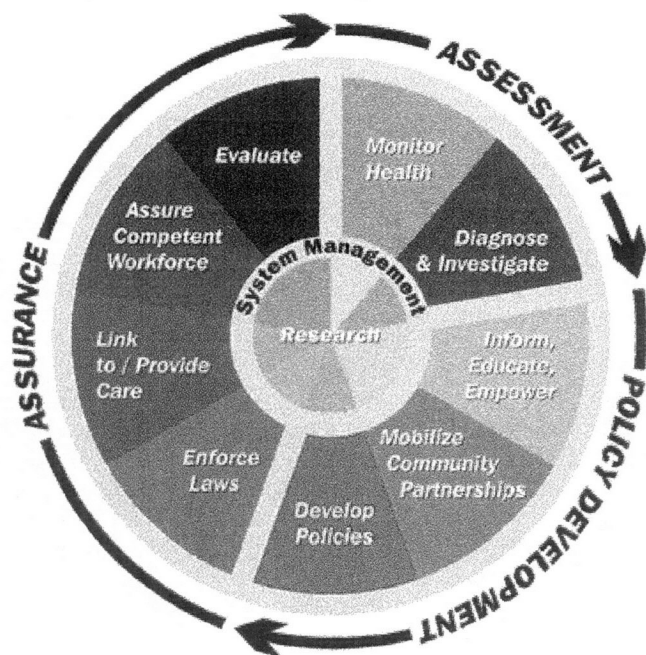 ASSESSMENT
Monitor
Health
Diagnose
& Investigate
POLICY DEVELOPMENT
Inform,
Educate,
Empower
Mobilize
Community
Partnerships
Develop
Policies
ASSURANCE
Enforce
Laws
Link
to / Provide
Care
Assure
Competent
Workforce
Evaluate
System Management
Research